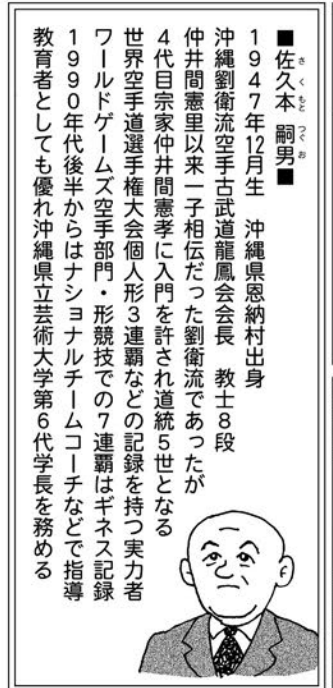 ■佐久本 嗣男■
さくもと つぐお
1947年12月生 沖縄県恩納村出身
沖縄劉衛流空手古武道龍鳳会会長 教士8段
仲井間憲里以来一子相伝だった劉衛流であったが
4代目宗家仲井間憲孝に入門を許され道統5世となる
世界空手道選手権大会個人形3連覇などの記録を持つ実力者
ワールドゲームズ空手部門・形競技での7連覇はギネス記録
1990年代後半からはナショナルチームコーチなどで指導
教育者としても優れ沖縄県立芸術大学第6代学長を務める